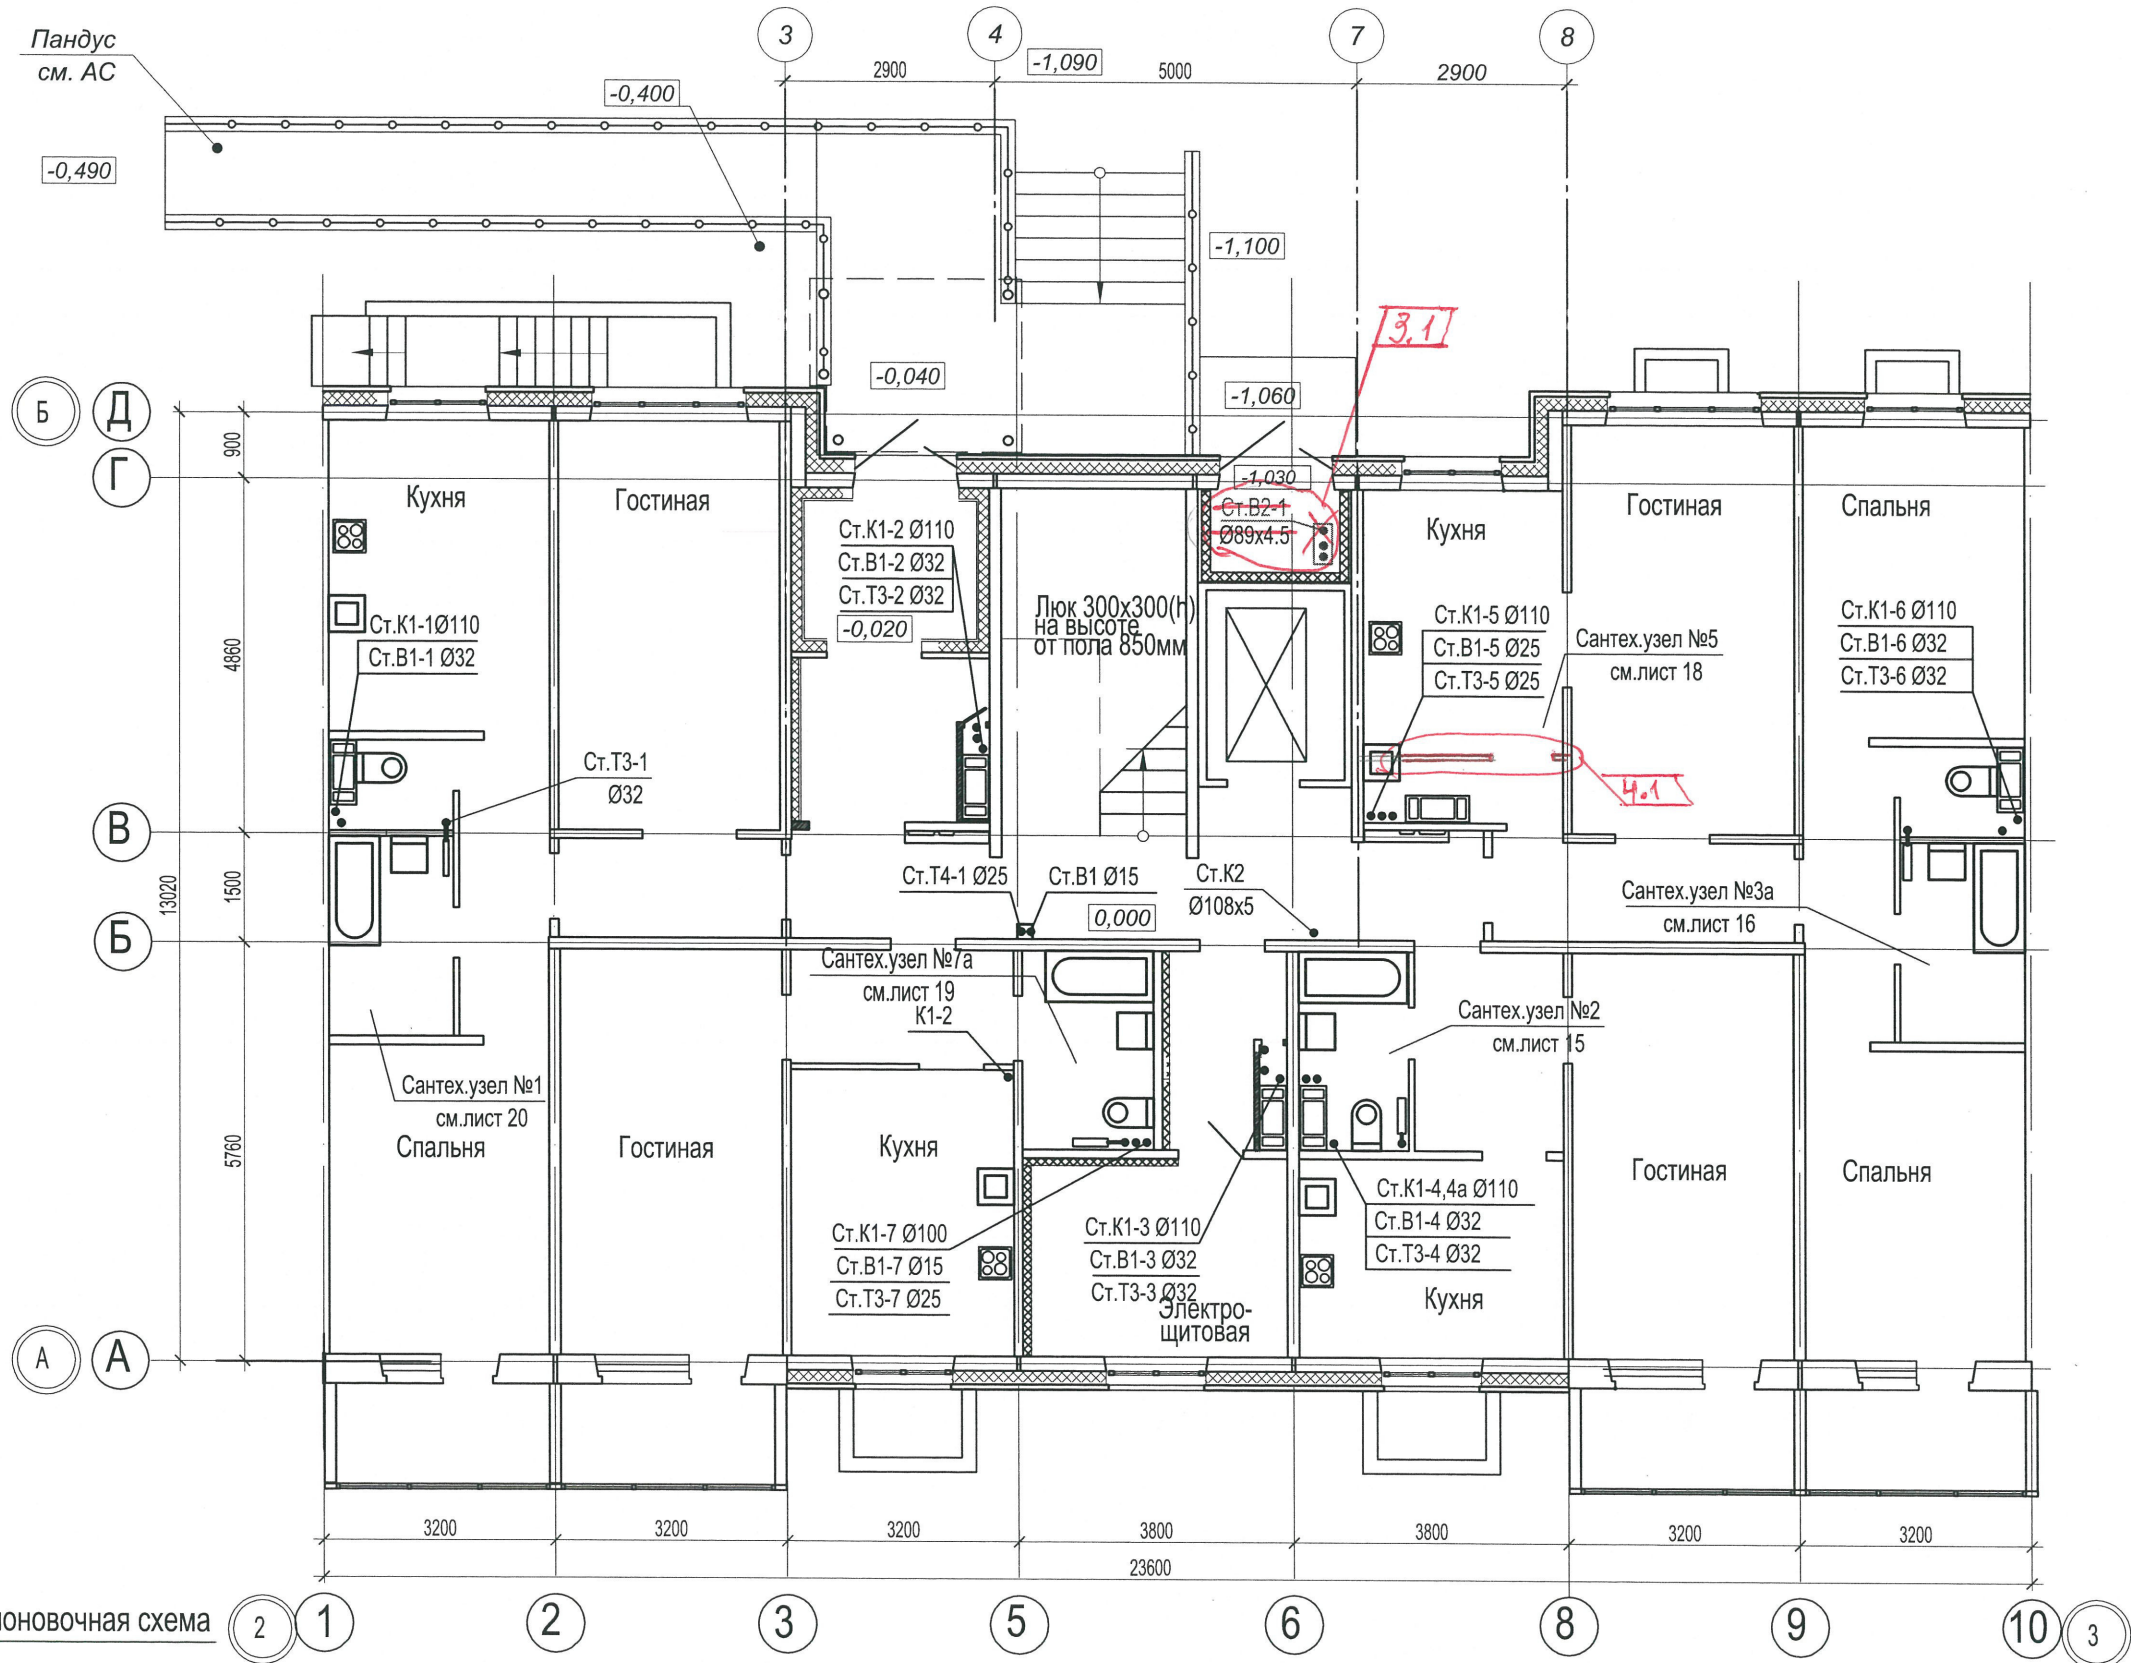 Пандус
см. АС
3
4
7
8
2900
-1,090
5000
2900
-0,400
-0,490
-1,100
3.1
-0,040
-1,060
Б
Д
Г
900
-1,030
Кухня
Гостиная
Ст.К1-2 Ø110
Ст.В1-2 Ø32
Ст.Т3-2 Ø32
-0,020
Ст.В2-1
Ø89х4.5
Кухня
Гостиная
Спальня
Люк 300х300(h)
на высоте
от пола 850мм
Ст.К1-1Ø110
Ст.В1-1 Ø32
4860
Ст.К1-5 Ø110
Ст.В1-5 Ø25
Ст.Т3-5 Ø25
Сантех.узел №5
см.лист 18
Ст.К1-6 Ø110
Ст.В1-6 Ø32
Ст.Т3-6 Ø32
Ст.Т3-1
Ø32
4.1
В
13020
1500
Ст.Т4-1 Ø25
Ст.В1 Ø15
Ст.К2
Ø108х5
0,000
Сантех.узел №3а
см.лист 16
Б
Сантех.узел №7а
см.лист 19
К1-2
Сантех.узел №2
см.лист 15
Сантех.узел №1
см.лист 20
5760
Спальня
Гостиная
Кухня
Гостиная
Спальня
Ст.К1-7 Ø100
Ст.В1-7 Ø15
Ст.Т3-7 Ø25
Ст.К1-3 Ø110
Ст.В1-3 Ø32
Ст.Т3-3 Ø32
Электро-
щитовая
Ст.К1-4,4а Ø110
Ст.В1-4 Ø32
Ст.Т3-4 Ø32
Кухня
А
А
3200
3200
3200
3800
3800
3200
3200
23600
поновочная схема
2
1
2
3
5
6
8
9
10
3